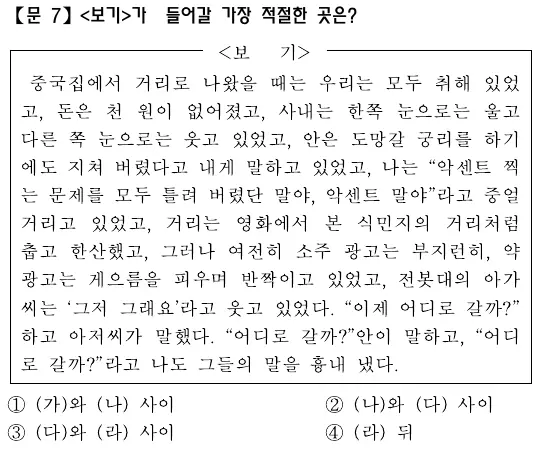 【문 7】<보기>가 들어갈 가장 적절한 곳은?
<보 기>
중국집에서 거리로 나왔을 때는 우리는 모두 취해 있었
고, 돈은 천 원이 없어졌고, 사내는 한쪽 눈으로는 울고
다른 쪽 눈으로는 웃고 있었고, 안은 도망갈 궁리를 하기
에도 지쳐 버렸다고 내게 말하고 있었고, 나는 “악센트 찍
는 문제를 모두 틀려 버렸단 말야, 악센트 말야”라고 중얼
거리고 있었고, 거리는 영화에서 본 식민지의 거리처럼
춥고 한산했고, 그러나 여전히 소주 광고는 부지런히, 약
광고는 게으름을 피우며 반짝이고 있었고, 전봇대의 아가
씨는 ‘그저 그래요’라고 웃고 있었다. “이제 어디로 갈까?”
하고 아저씨가 말했다. “어디로 갈까?”안이 말하고, “어디
로 갈까?”라고 나도 그들의 말을 흉내 냈다.
① (가)와 (나) 사이 ② (나)와 (다) 사이
③ (다)와 (라) 사이 ④ (라) 뒤